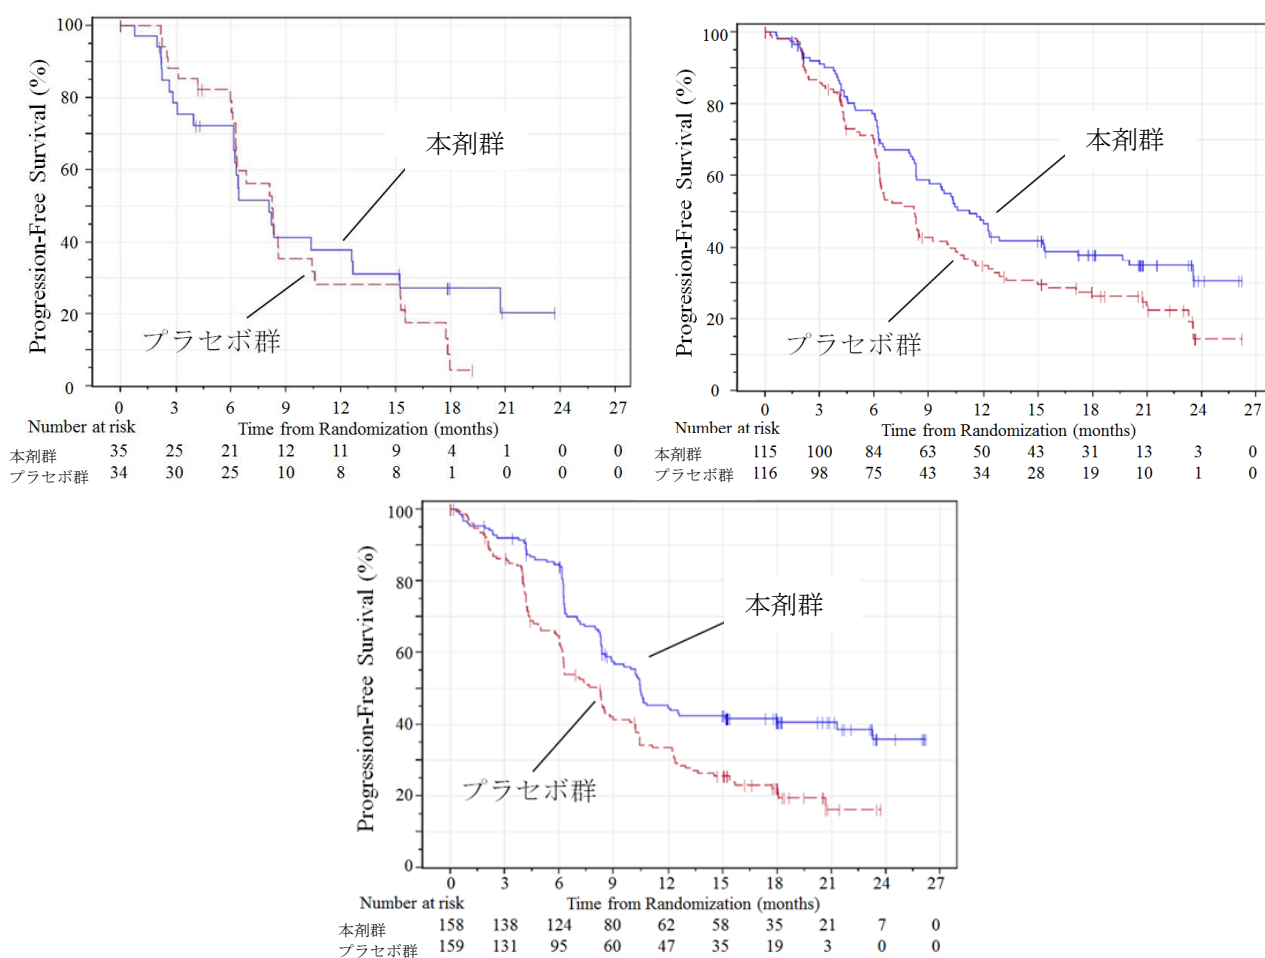 Progression-Free Survival (%)
100
80
60
40
20
0
本剤群
プラセボ群
0 3 6 9 12 15 18 21 24 27
Number at risk Time from Randomization (months)
本剤群 35 25 21 12 11 9 4 1 0 0
プラセボ群 34 30 25 10 8 8 1 0 0 0
Progression-Free Survival (%)
100
80
60
40
20
0
本剤群
プラセボ群
0 3 6 9 12 15 18 21 24 27
Number at risk Time from Randomization (months)
本剤群 115 100 84 63 50 43 31 13 3 0
プラセボ群 116 98 75 43 34 28 19 10 1 0
Progression-Free Survival (%)
100
80
60
40
20
0
本剤群
プラセボ群
0 3 6 9 12 15 18 21 24 27
Number at risk Time from Randomization (months)
本剤群 158 138 124 80 62 58 35 21 7 0
プラセボ群 159 131 95 60 47 35 19 3 0 0